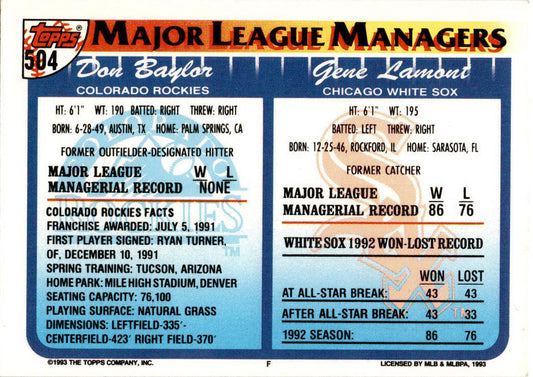 Topps®
504
MAJOR LEAGUE MANAGERS
Don Baylor
COLORADO ROCKIES
HT: 6'1" WT: 190 BATTED: RIGHT THREW: RIGHT
BORN: 6-28-49, AUSTIN, TX HOME: PALM SPRINGS, CA
FORMER OUTFIELDER-DESIGNATED HITTER
MAJOR LEAGUE W L
MANAGERIAL RECORD NONE
COLORADO ROCKIES FACTS
FRANCHISE AWARDED: JULY 5, 1991
FIRST PLAYER SIGNED: RYAN TURNER,
OF, DECEMBER 10, 1991
SPRING TRAINING: TUCSON, ARIZONA
HOME PARK: MILE HIGH STADIUM, DENVER
SEATING CAPACITY: 76,100
PLAYING SURFACE: NATURAL GRASS
DIMENSIONS: LEFTFIELD-335'-
CENTERFIELD-423' RIGHT FIELD-370'
Gene Lamont
CHICAGO WHITE SOX
HT: 6'1" WT: 195
BATTED: LEFT THREW: RIGHT
BORN: 12-25-46, ROCKFORD, IL HOME: SARASOTA, FL
FORMER CATCHER
MAJOR LEAGUE W L
MANAGERIAL RECORD 86 76
WHITE SOX 1992 WON-LOST RECORD
WON LOST
AT ALL-STAR BREAK: 43 43
AFTER ALL-STAR BREAK: 43 33
1992 SEASON: 86 76
©1993 THE TOPPS COMPANY, INC.
F
LICENSED BY MLB & MLBPA, 1993